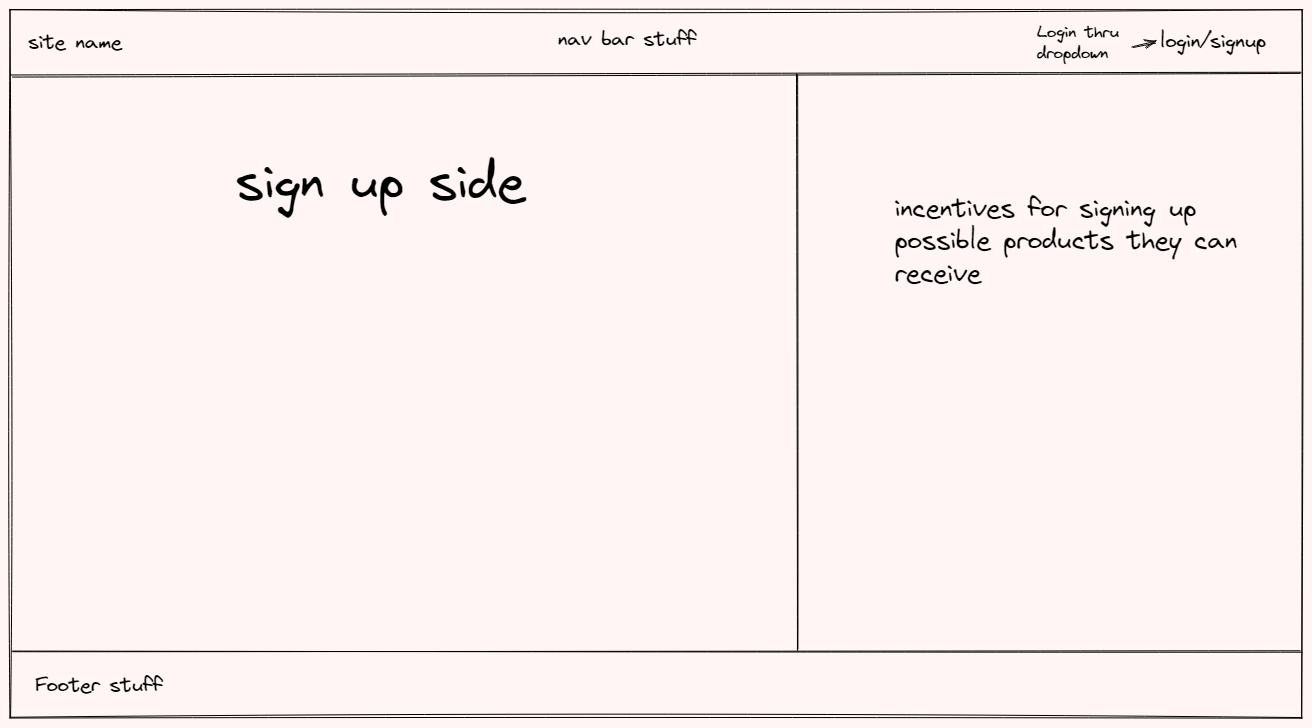 site name
nav bar stuff
Login thru
dropdown
login/signup
sign up side
incentives for signing up
possible products they can
receive
Footer stuff